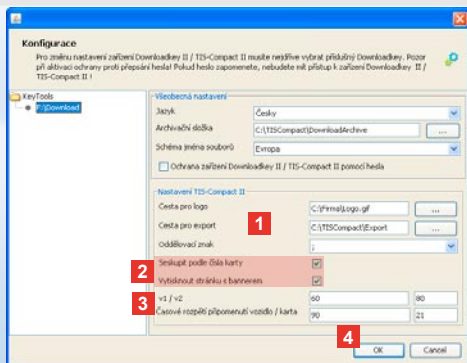 Konfigurace
Pro změnu nastavení zařízení Downloadkey II / TIS-Compact II musíte nejdříve vybrat příslušný Downloadkey. Pozor
při aktivaci ochrany proti přepsání hesla! Pokud heslo zapomenete, nebudete mít přístup k zařízení Downloadkey II /
TIS-Compact II !
KeyTools
F:\Download
Všeobecná nastavení
Jazyk Česky
Archivační složka C:\TISCompact\DownloadArchive ...
Schéma jména souborů Evropa
Ochrana zařízení Downloadkey II / TIS-Compact II pomocí hesla
Nastavení TIS-Compact II
Cesta pro logo C:\Firma\Logo.gif ...
1
Cesta pro export C:\TISCompact\Export ...
Oddělovací znak ;
2 Seskupit podle čísla karty
Vytisknout stránku s bannerem
3 v1 / v2 60 80
Časové rozpětí připomenutí vozidlo / karta 90 21
4
OK Cancel